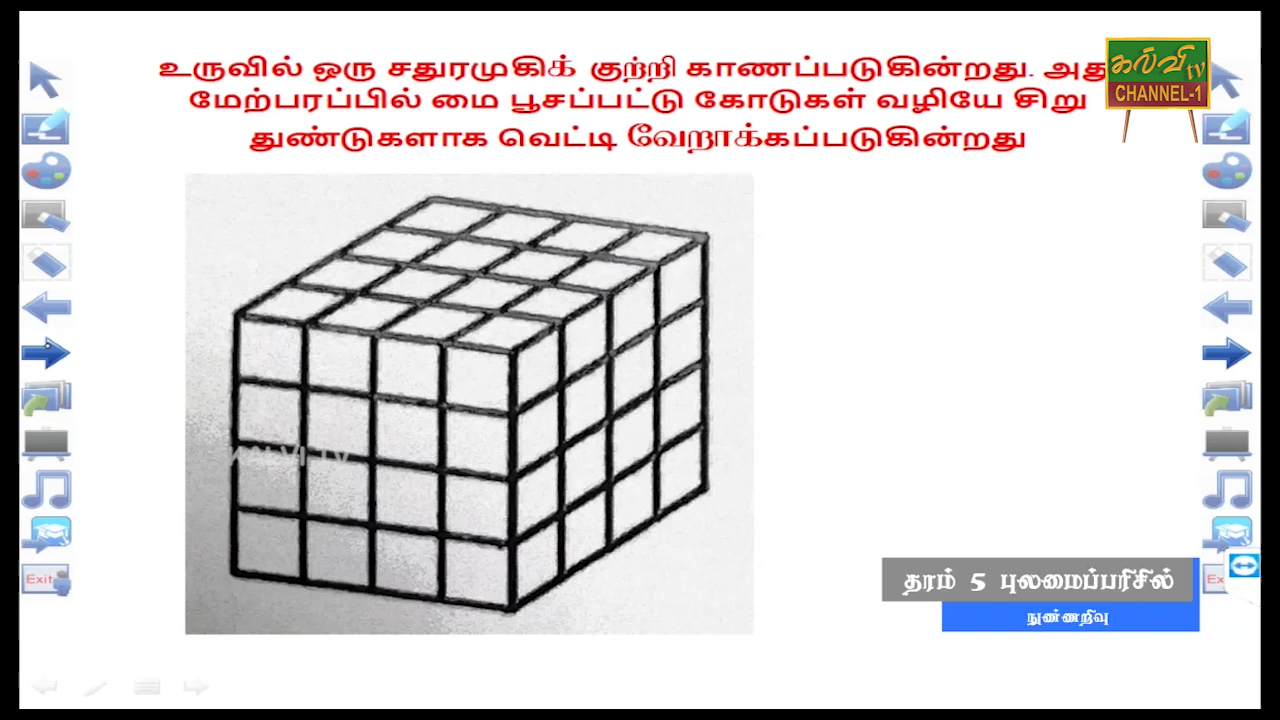 உருவில் ஒரு சதுரமுகிக் குற்றி காணப்படுகின்றது. அது
மேற்பரப்பில் மை பூசப்பட்டு கோடுகள் வழியே சிறு
துண்டுகளாக வெட்டி வேறாக்கப்படுகின்றது
கல்வி tv
CHANNEL-1
KALVI TV
தரம் 5 புலமைப்பரிசில்
நுண்ணறிவு
Exit
Ex